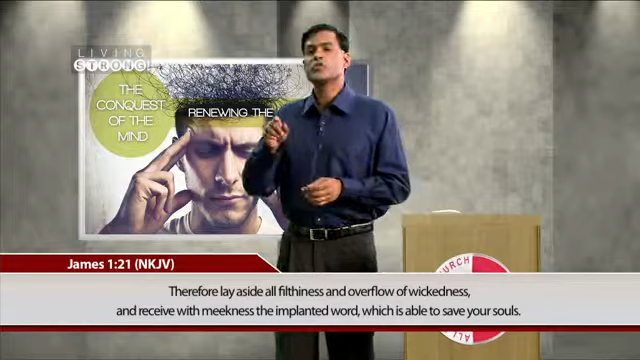 LIVING
STRONG
THE
CONQUEST
OF THE
MIND
RENEWING THE
James 1:21 (NKJV)
Therefore lay aside all filthiness and overflow of wickedness,
and receive with meekness the implanted word, which is able to save your souls.